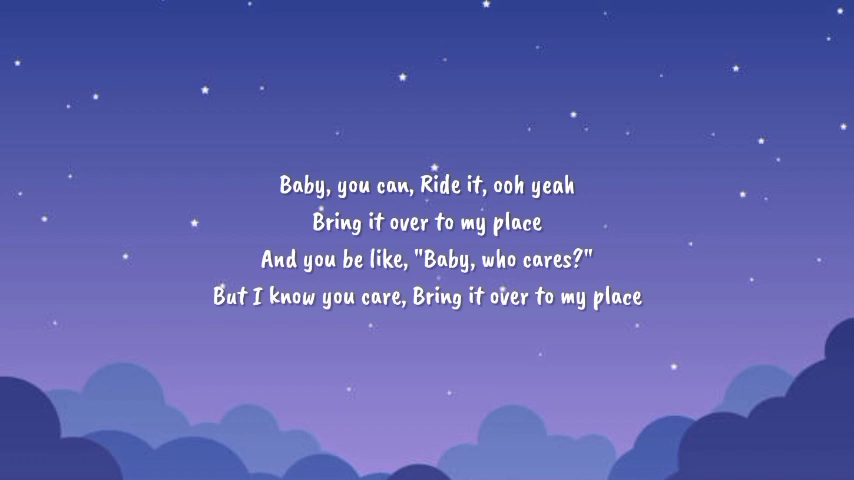 Baby, you can, Ride it, ooh yeah
Bring it over to my place
And you be like, "Baby, who cares?"
But I know you care, Bring it over to my place